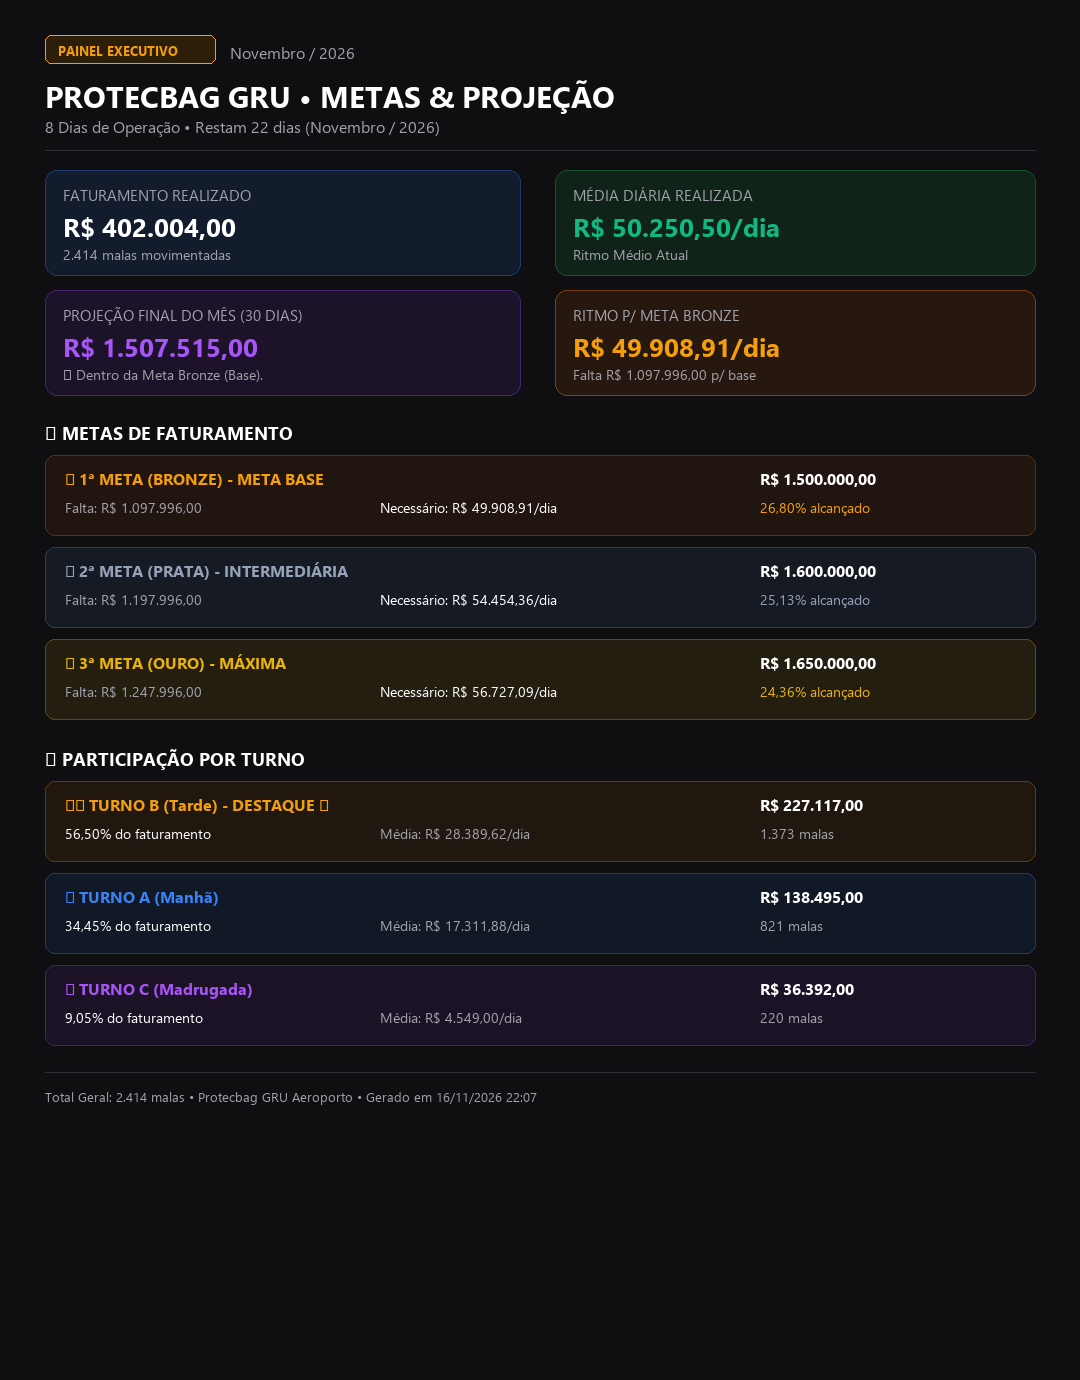 PAINEL EXECUTIVO Novembro / 2026
PROTECBAG GRU • METAS & PROJEÇÃO
8 Dias de Operação • Restam 22 dias (Novembro / 2026)
FATURAMENTO REALIZADO
R$ 402.004,00
2.414 malas movimentadas
MÉDIA DIÁRIA REALIZADA
R$ 50.250,50/dia
Ritmo Médio Atual
PROJEÇÃO FINAL DO MÊS (30 DIAS)
R$ 1.507.515,00
Dentro da Meta Bronze (Base).
RITMO P/ META BRONZE
R$ 49.908,91/dia
Falta R$ 1.097.996,00 p/ base
METAS DE FATURAMENTO
1ª META (BRONZE) - META BASE R$ 1.500.000,00
Falta: R$ 1.097.996,00 Necessário: R$ 49.908,91/dia 26,80% alcançado
2ª META (PRATA) - INTERMEDIÁRIA R$ 1.600.000,00
Falta: R$ 1.197.996,00 Necessário: R$ 54.454,36/dia 25,13% alcançado
3ª META (OURO) - MÁXIMA R$ 1.650.000,00
Falta: R$ 1.247.996,00 Necessário: R$ 56.727,09/dia 24,36% alcançado
PARTICIPAÇÃO POR TURNO
TURNO B (Tarde) - DESTAQUE R$ 227.117,00
56,50% do faturamento Média: R$ 28.389,62/dia 1.373 malas
TURNO A (Manhã) R$ 138.495,00
34,45% do faturamento Média: R$ 17.311,88/dia 821 malas
TURNO C (Madrugada) R$ 36.392,00
9,05% do faturamento Média: R$ 4.549,00/dia 220 malas
Total Geral: 2.414 malas • Protecbag GRU Aeroporto • Gerado em 16/11/2026 22:07